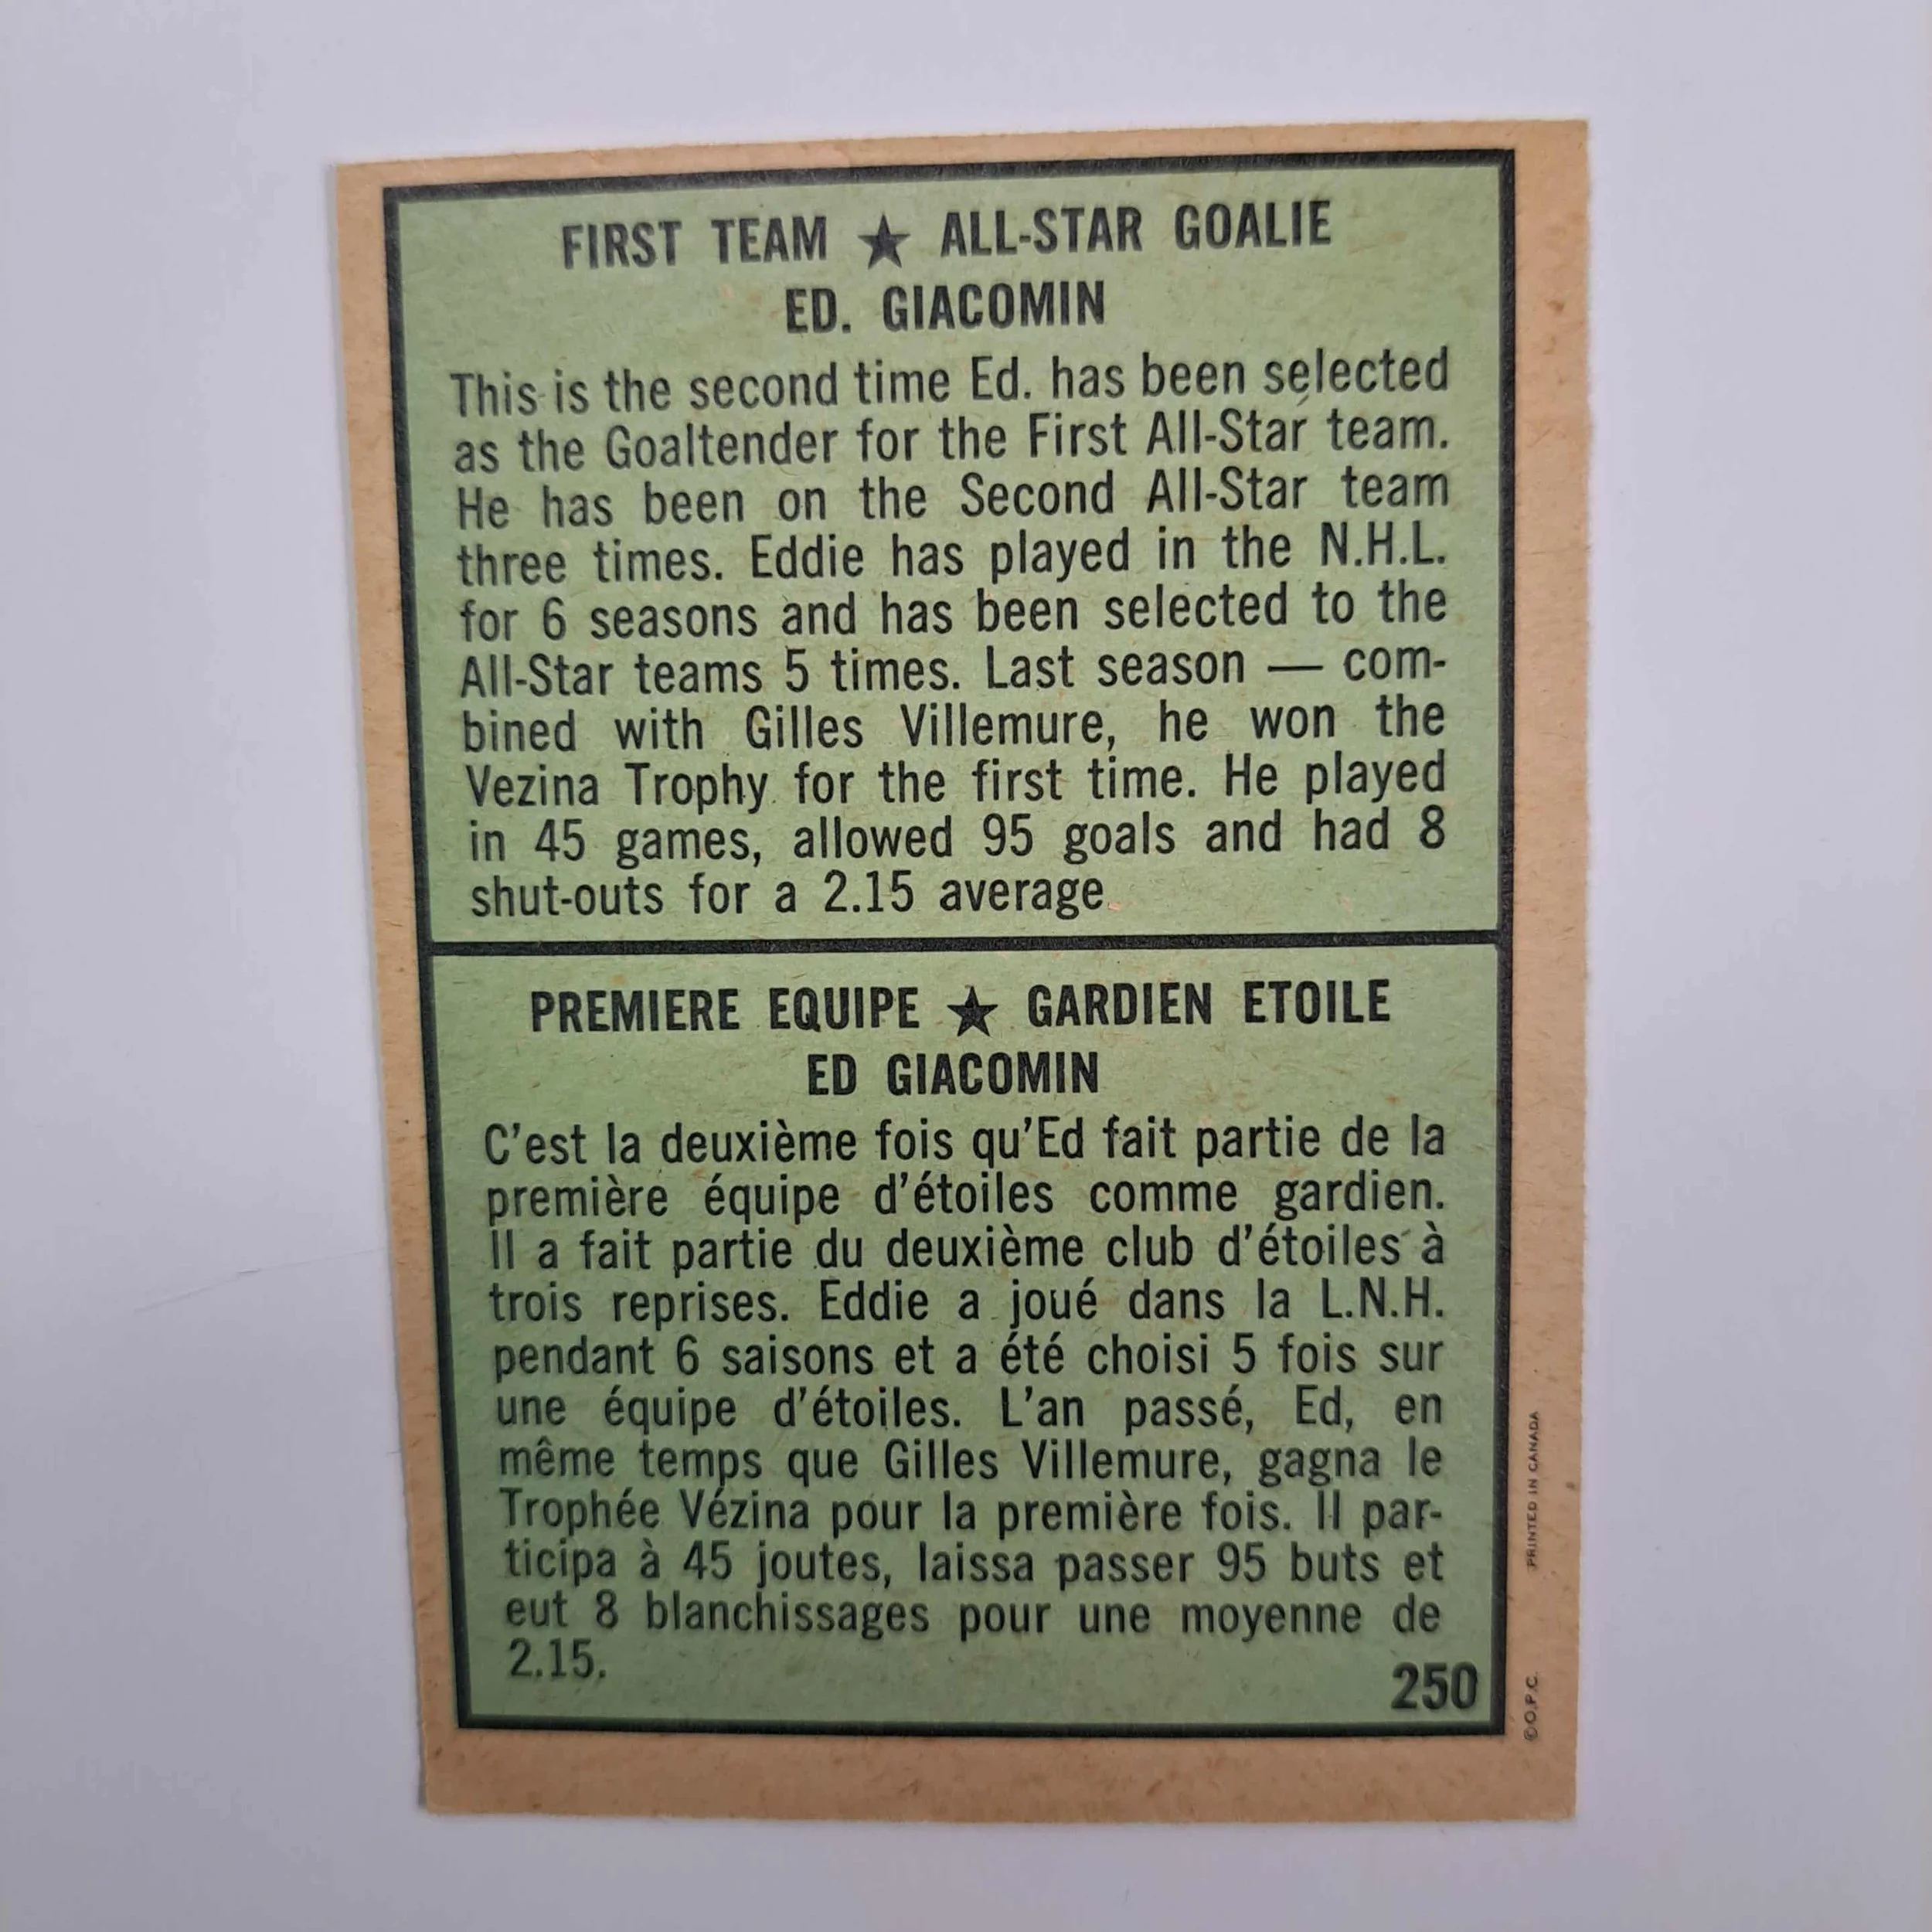 FIRST TEAM ★ ALL-STAR GOALIE
ED. GIACOMIN
This is the second time Ed. has been selected
as the Goaltender for the First All-Star team.
He has been on the Second All-Star team
three times. Eddie has played in the N.H.L.
for 6 seasons and has been selected to the
All-Star teams 5 times. Last season — com-
bined with Gilles Villemure, he won the
Vezina Trophy for the first time. He played
in 45 games, allowed 95 goals and had 8
shut-outs for a 2.15 average.
PREMIERE EQUIPE ★ GARDIEN ETOILE
ED GIACOMIN
C'est la deuxième fois qu'Ed fait partie de la
première équipe d'étoiles comme gardien.
Il a fait partie du deuxième club d'étoiles à
trois reprises. Eddie a joué dans la L.N.H.
pendant 6 saisons et a été choisi 5 fois sur
une équipe d'étoiles. L'an passé, Ed, en
même temps que Gilles Villemure, gagna le
Trophée Vézina pour la première fois. Il par-
ticipa à 45 joutes, laissa passer 95 buts et
eut 8 blanchissages pour une moyenne de
2.15.
250
©O.P.C. PRINTED IN CANADA